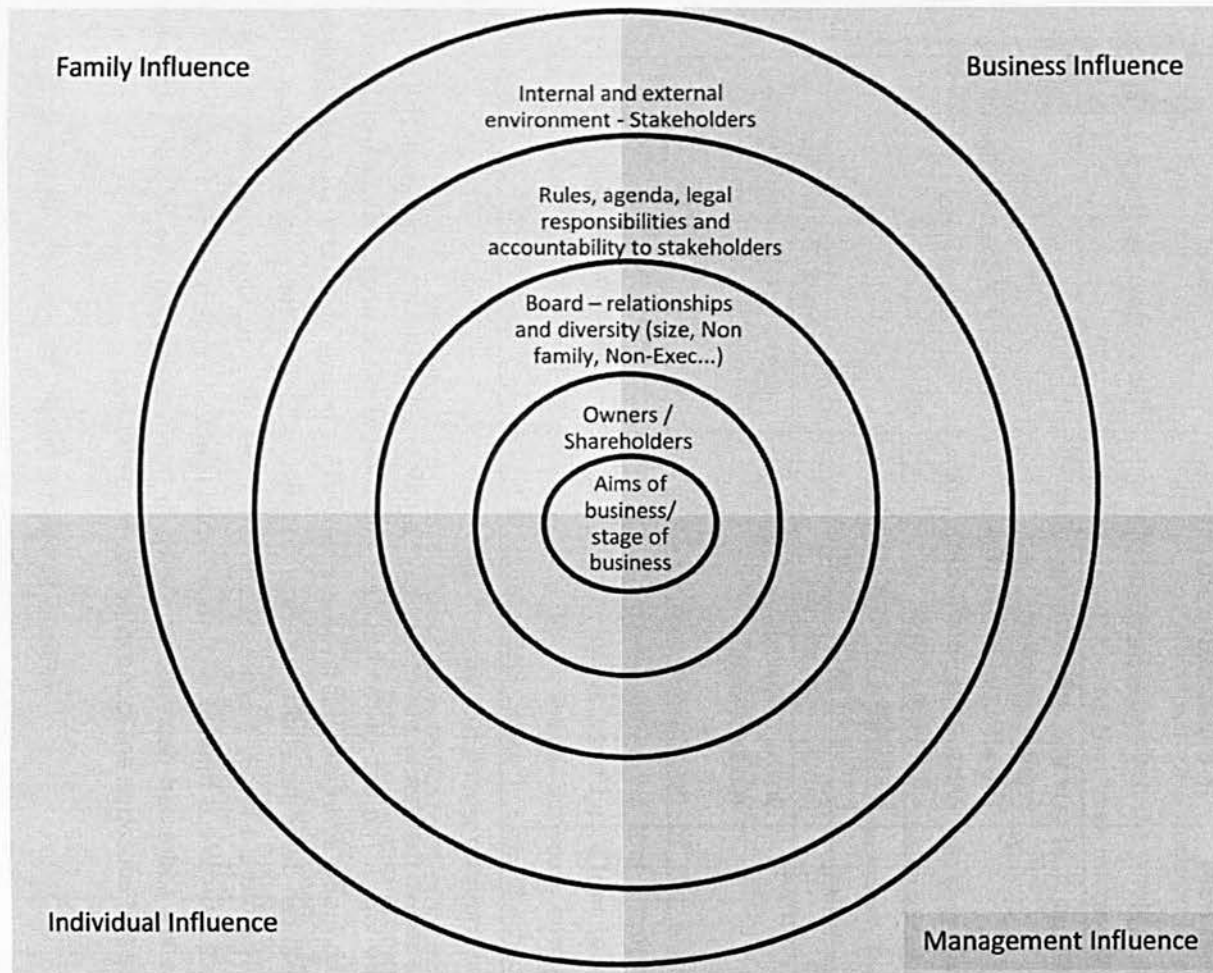 Family Influence
Business Influence
Internal and external
environment - Stakeholders
Rules, agenda, legal
responsibilities and
accountability to stakeholders
Board – relationships
and diversity (size, Non
family, Non-Exec...)
Owners /
Shareholders
Aims of
business/
stage of
business
Individual Influence
Management Influence